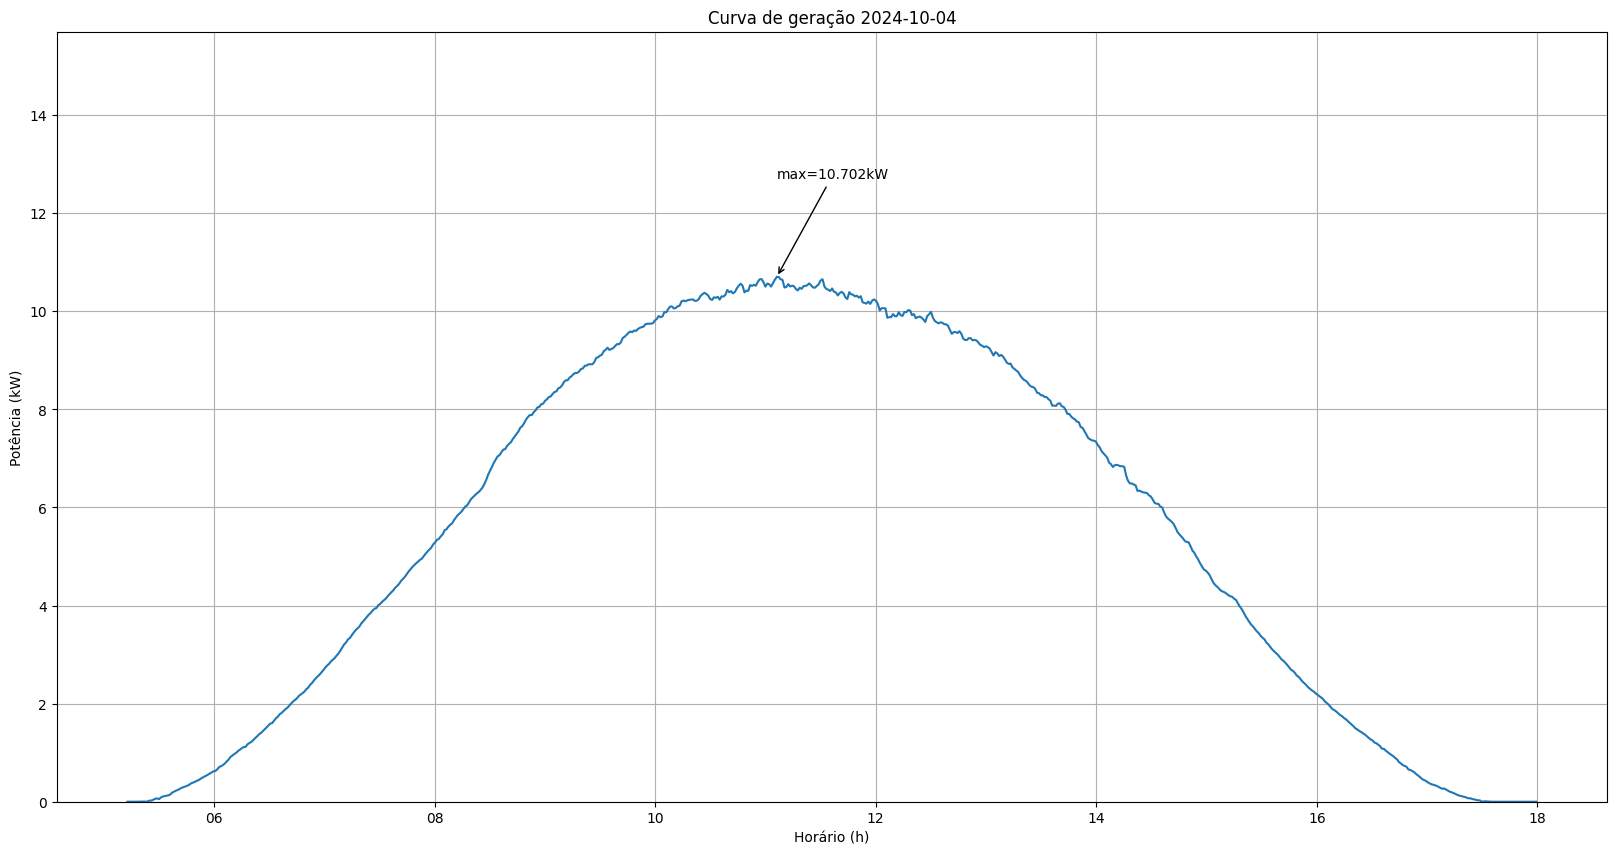 Curva de geração 2024-10-04
14
max=10.702kW
12
10
8
6
4
2
0
Potência (kW)
06 08 10 12 14 16 18
Horário (h)